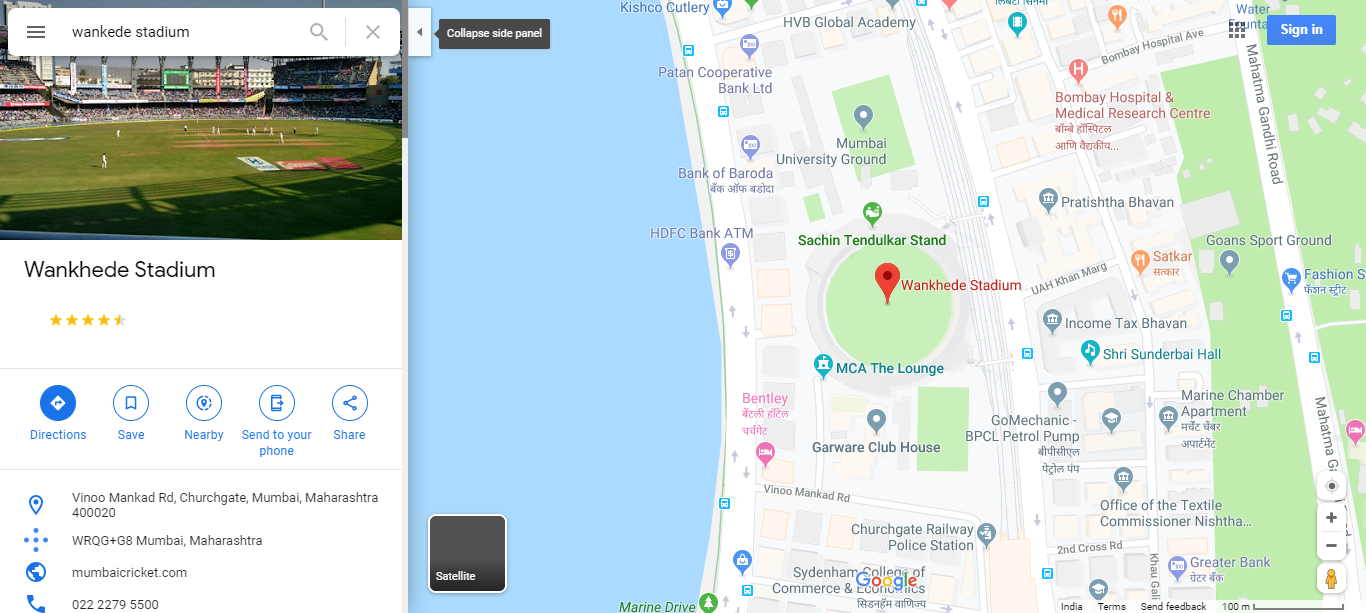 wankede stadium
Collapse side panel
Wankhede Stadium
Directions
Save
Nearby
Send to your
phone
Share
Vinoo Mankad Rd, Churchgate, Mumbai, Maharashtra
400020
WRQG+G8 Mumbai, Maharashtra
mumbaicricket.com
022 2279 5500
Kishco Cutlery
HVB Global Academy
लिबर्टी सिनेमा
Water
Sign in
Bombay Hospital Ave
Mahatma Gandhi Road
Patan Cooperative
Bank Ltd
Bombay Hospital &
Medical Research Centre
बॉम्बे हॉस्पिटल
आणि वैद्यकीय...
Mumbai
University Ground
Bank of Baroda
बँक ऑफ बडोदा
Pratishtha Bhavan
HDFC Bank ATM
Sachin Tendulkar Stand
Goans Sport Ground
Satkar
सत्कार
UAH Khan Marg
Fashion S
फॅशन स्ट्रीट
Wankhede Stadium
Income Tax Bhavan
Shri Sunderbai Hall
MCA The Lounge
Bentley
बेंटली हॉटेल
चर्चगेट
Marine Chamber
Apartment
मरीन चेंबर
अपार्टमेंट
GoMechanic -
BPCL Petrol Pump
बीपीसीएल
पेट्रोल पंप
Mahatma Ga
Garware Club House
Vinoo Mankad Rd
Office of the Textile
Commissioner Nishtha...
Churchgate Railway
Police Station
2nd Cross Rd
Khau Gali
Greater Bank
ग्रेटर बँक
Sydenham College of
Commerce & Economics
सिडनहॅम वाणिज्य
Google
Satellite
Marine Drive
India
Terms
Send feedback
100 m